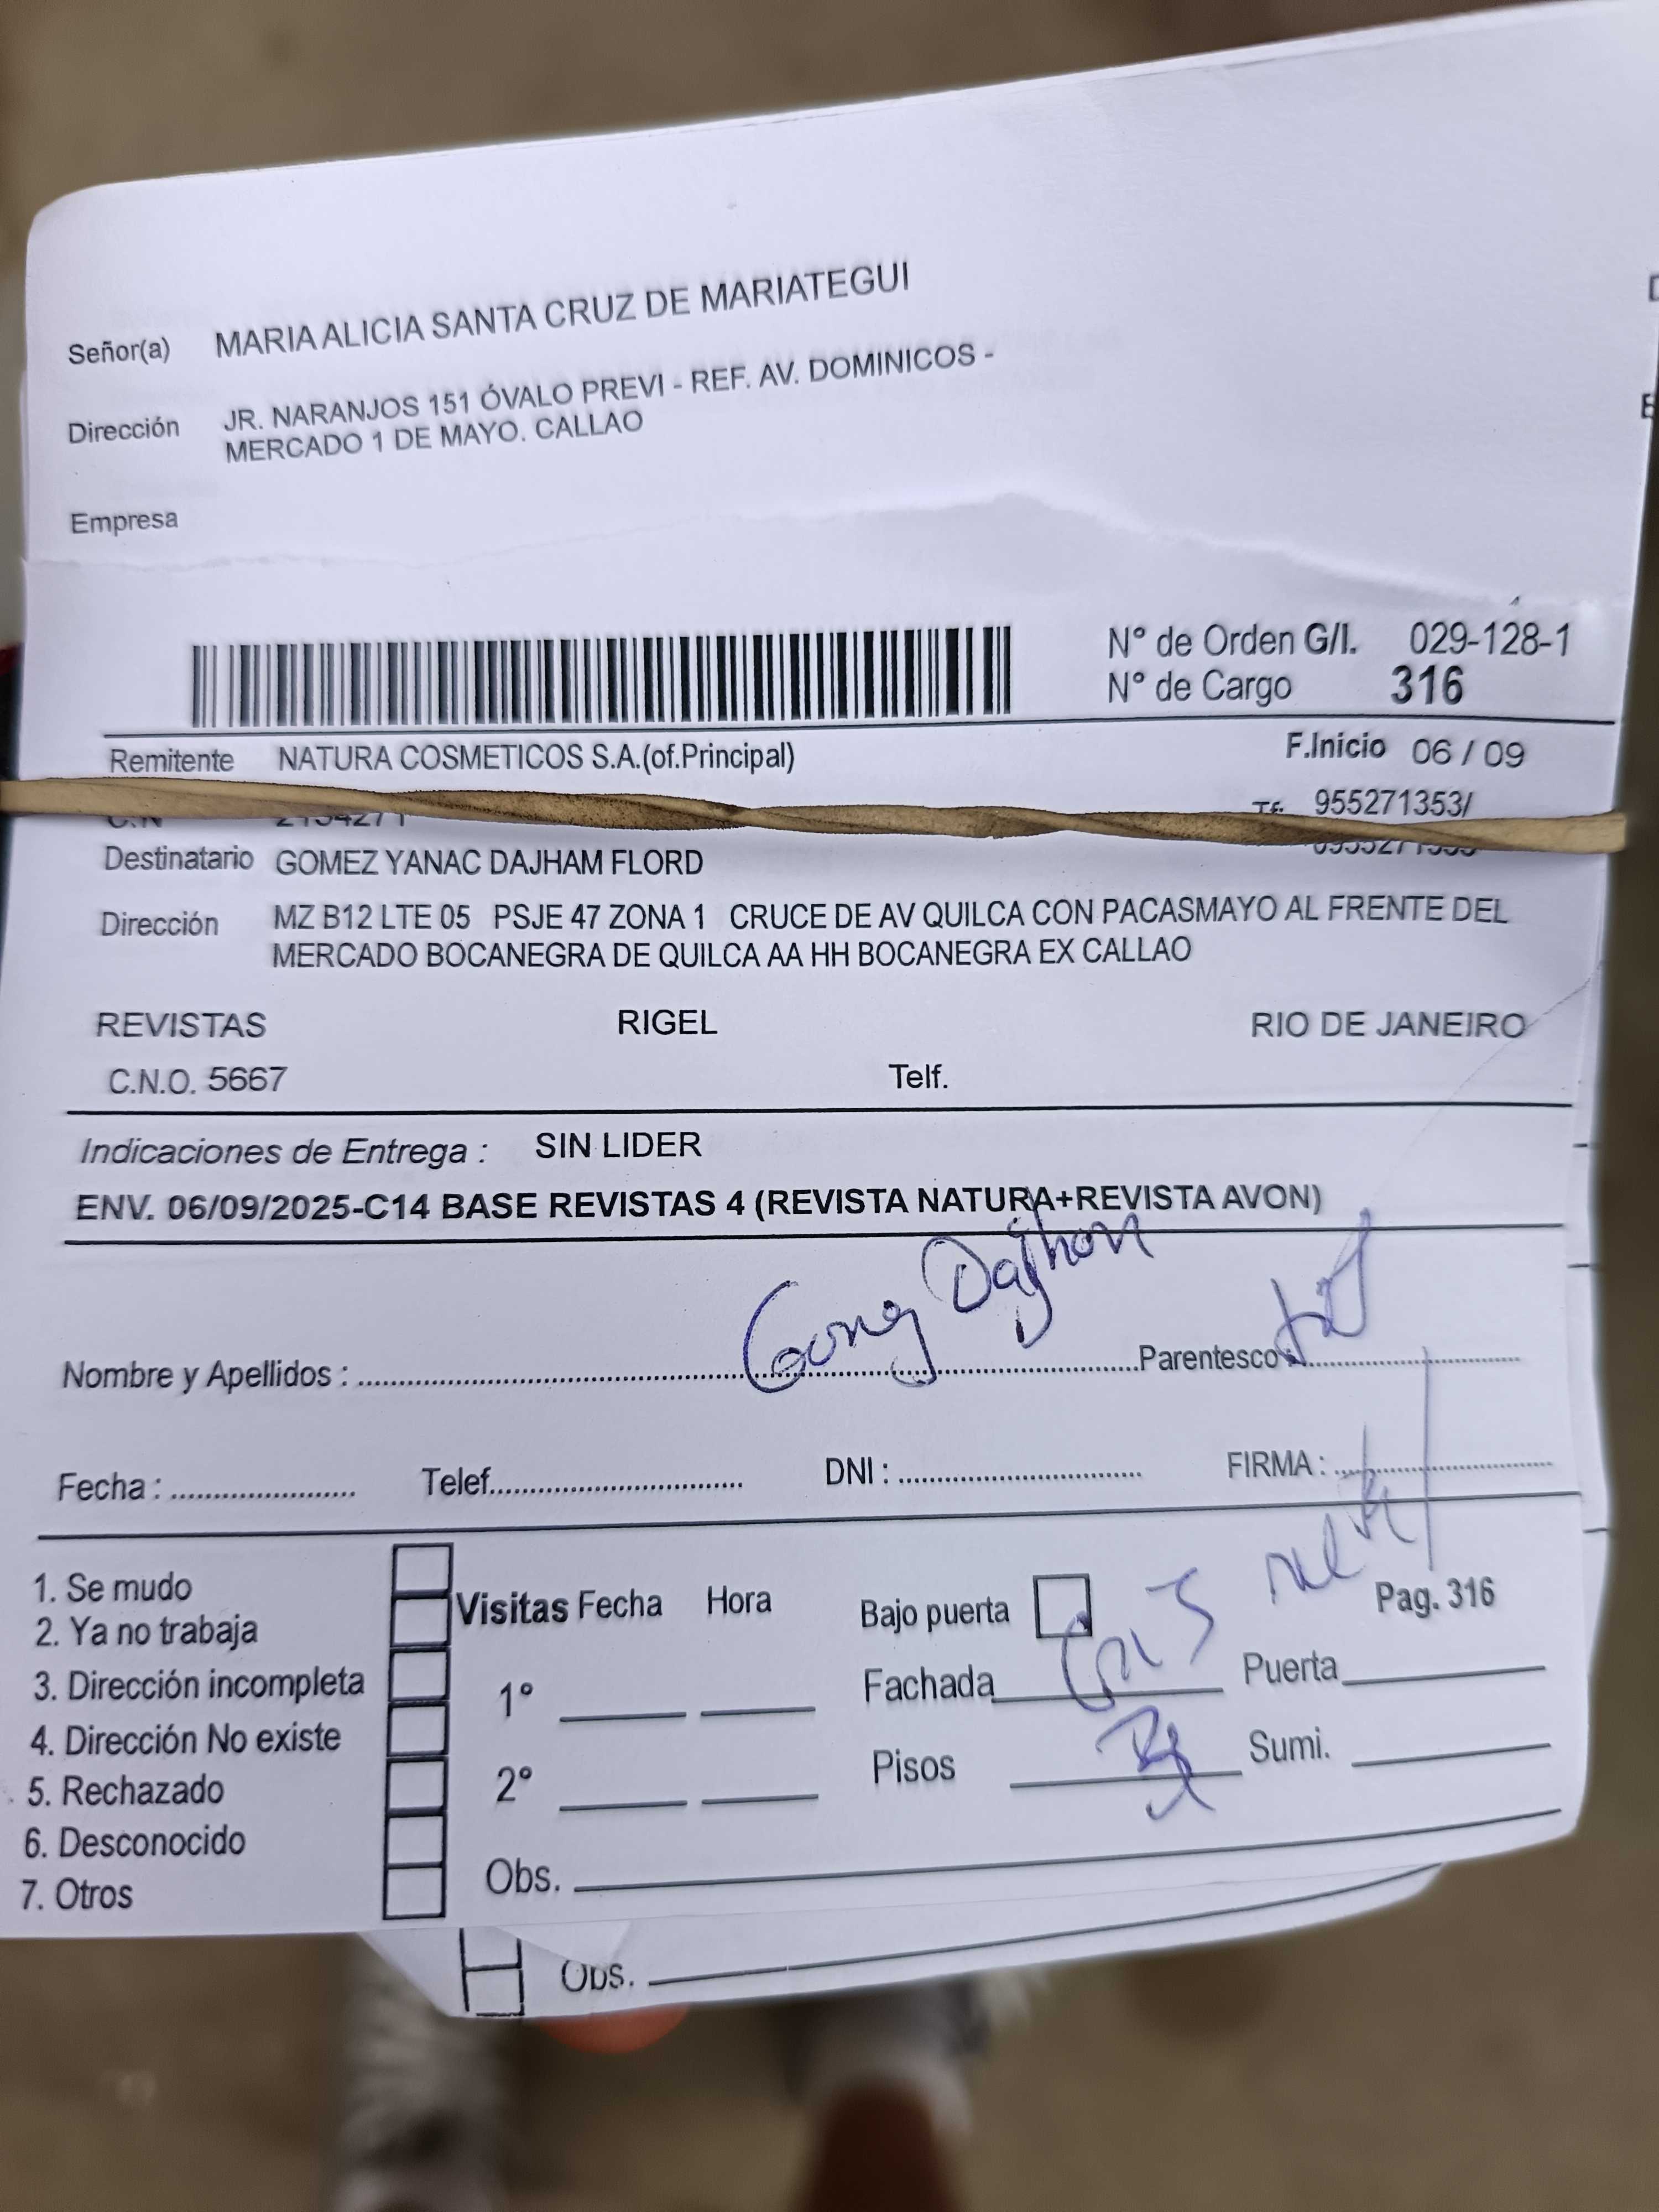 Señor(a) MARIA ALICIA SANTA CRUZ DE MARIATEGUI
Dirección JR. NARANJOS 151 ÓVALO PREVI - REF. AV. DOMINICOS -
MERCADO 1 DE MAYO. CALLAO
Empresa
N° de Orden G/I. 029-128-1
N° de Cargo 316
Remitente NATURA COSMETICOS S.A.(of.Principal) F.Inicio 06 / 09
C.N 2134271 Tf. 955271353/
0955271353
Destinatario GOMEZ YANAC DAJHAM FLORD
Dirección MZ B12 LTE 05 PSJE 47 ZONA 1 CRUCE DE AV QUILCA CON PACASMAYO AL FRENTE DEL
MERCADO BOCANEGRA DE QUILCA AA HH BOCANEGRA EX CALLAO
REVISTAS RIGEL RIO DE JANEIRO
C.N.O. 5667 Telf.
Indicaciones de Entrega : SIN LIDER
ENV. 06/09/2025-C14 BASE REVISTAS 4 (REVISTA NATURA+REVISTA AVON)
Nombre y Apellidos : Parentesco :
Fecha : Telef. DNI : FIRMA :
1. Se mudo
2. Ya no trabaja
3. Dirección incompleta
4. Dirección No existe
5. Rechazado
6. Desconocido
7. Otros
Visitas Fecha Hora
1°
2°
Obs.
Bajo puerta Pag. 316
Fachada Puerta
Pisos Sumi.
Obs.